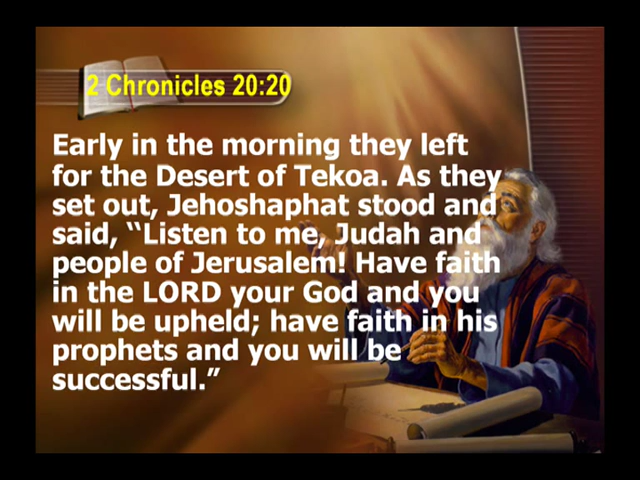 2 Chronicles 20:20
Early in the morning they left
for the Desert of Tekoa. As they
set out, Jehoshaphat stood and
said, ‘‘Listen to me, Judah and
people of Jerusalem! Have faith
in the LORD your God and you
will be upheld; have faith in his
prophets and you will be
successful.”